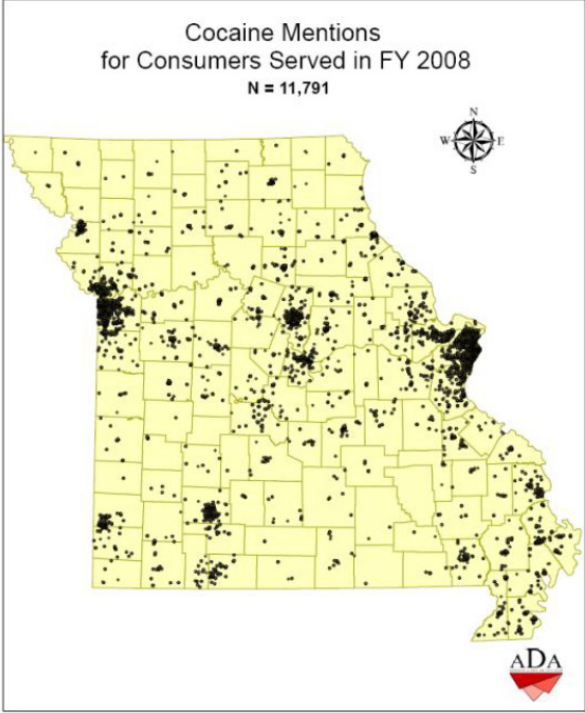 Cocaine Mentions
for Consumers Served in FY 2008
N = 11,791
N
W E
S
ADA